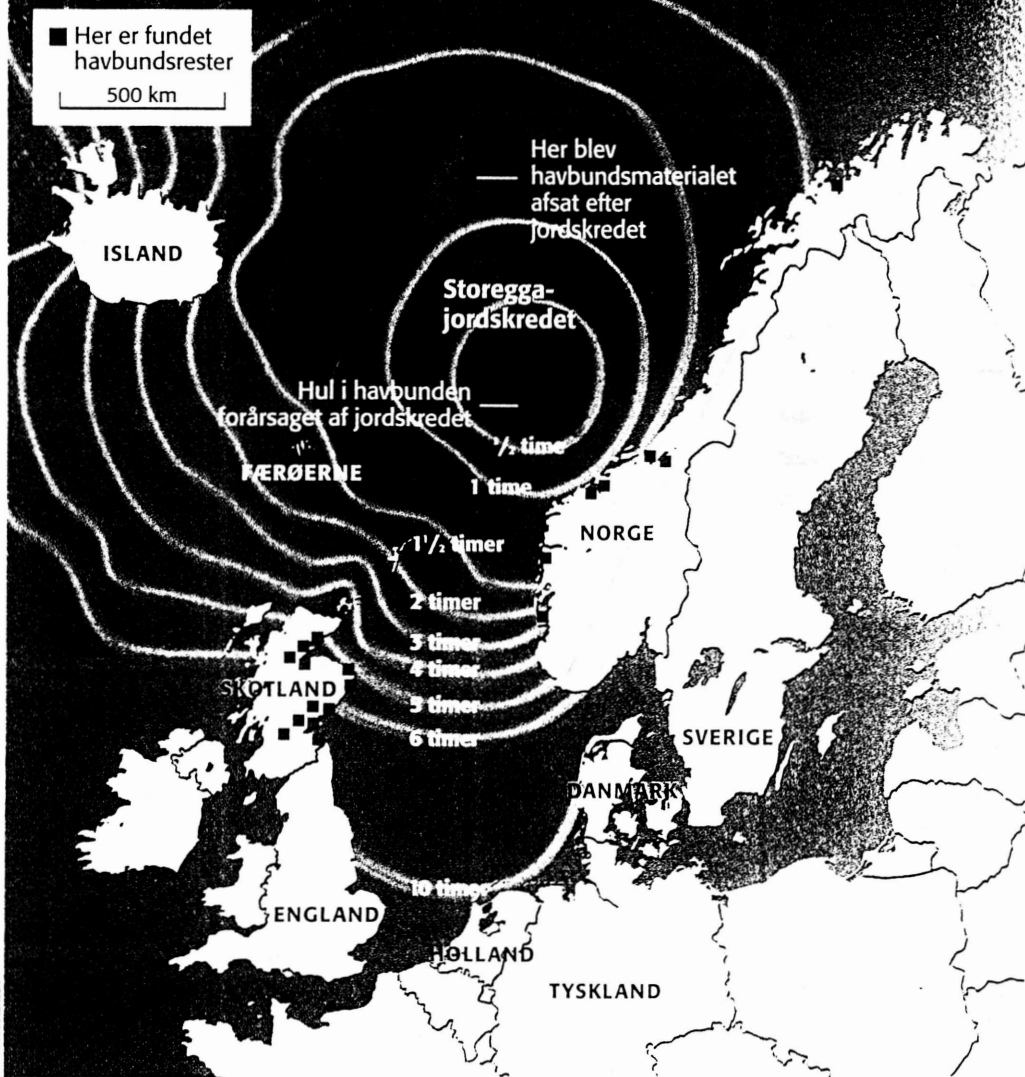 Her er fundet
havbundsrester
500 km
Her blev
havbundsmaterialet
afsat efter
jordskredet
ISLAND
Storegga-
jordskredet
Hul i havbunden
forårsaget af jordskredet
½ time
FÆRØERNE
1 time
NORGE
1½ timer
2 timer
3 timer
4 timer
SKOTLAND
5 timer
6 timer
SVERIGE
DANMARK
10 timer
ENGLAND
HOLLAND
TYSKLAND